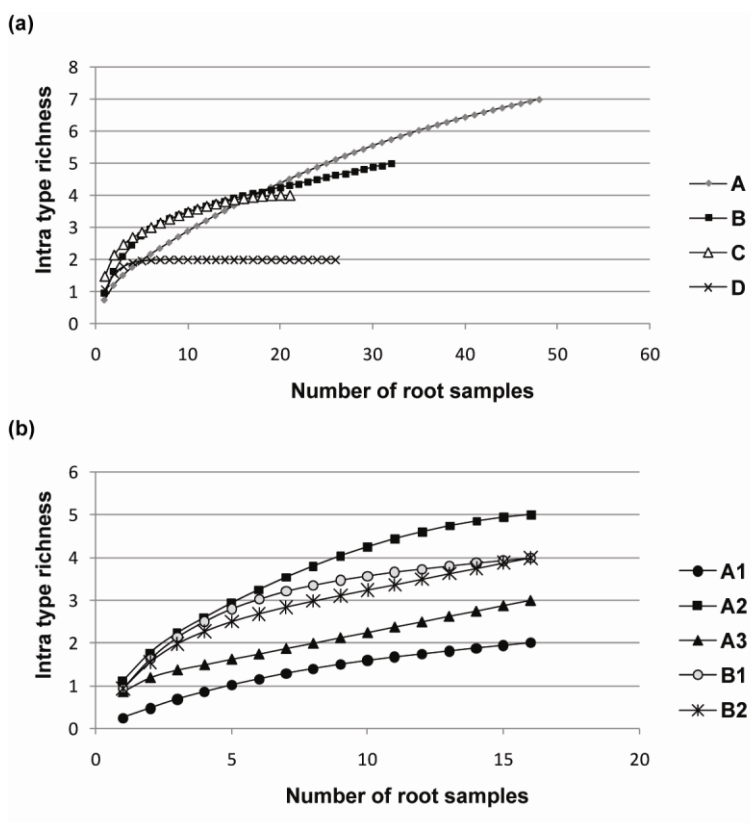 (a)
8
7
6
5
4
3
2
1
0
Intra type richness
0 10 20 30 40 50 60
Number of root samples
A
B
C
D
(b)
6
5
4
3
2
1
0
Intra type richness
0 5 10 15 20
Number of root samples
A1
A2
A3
B1
B2